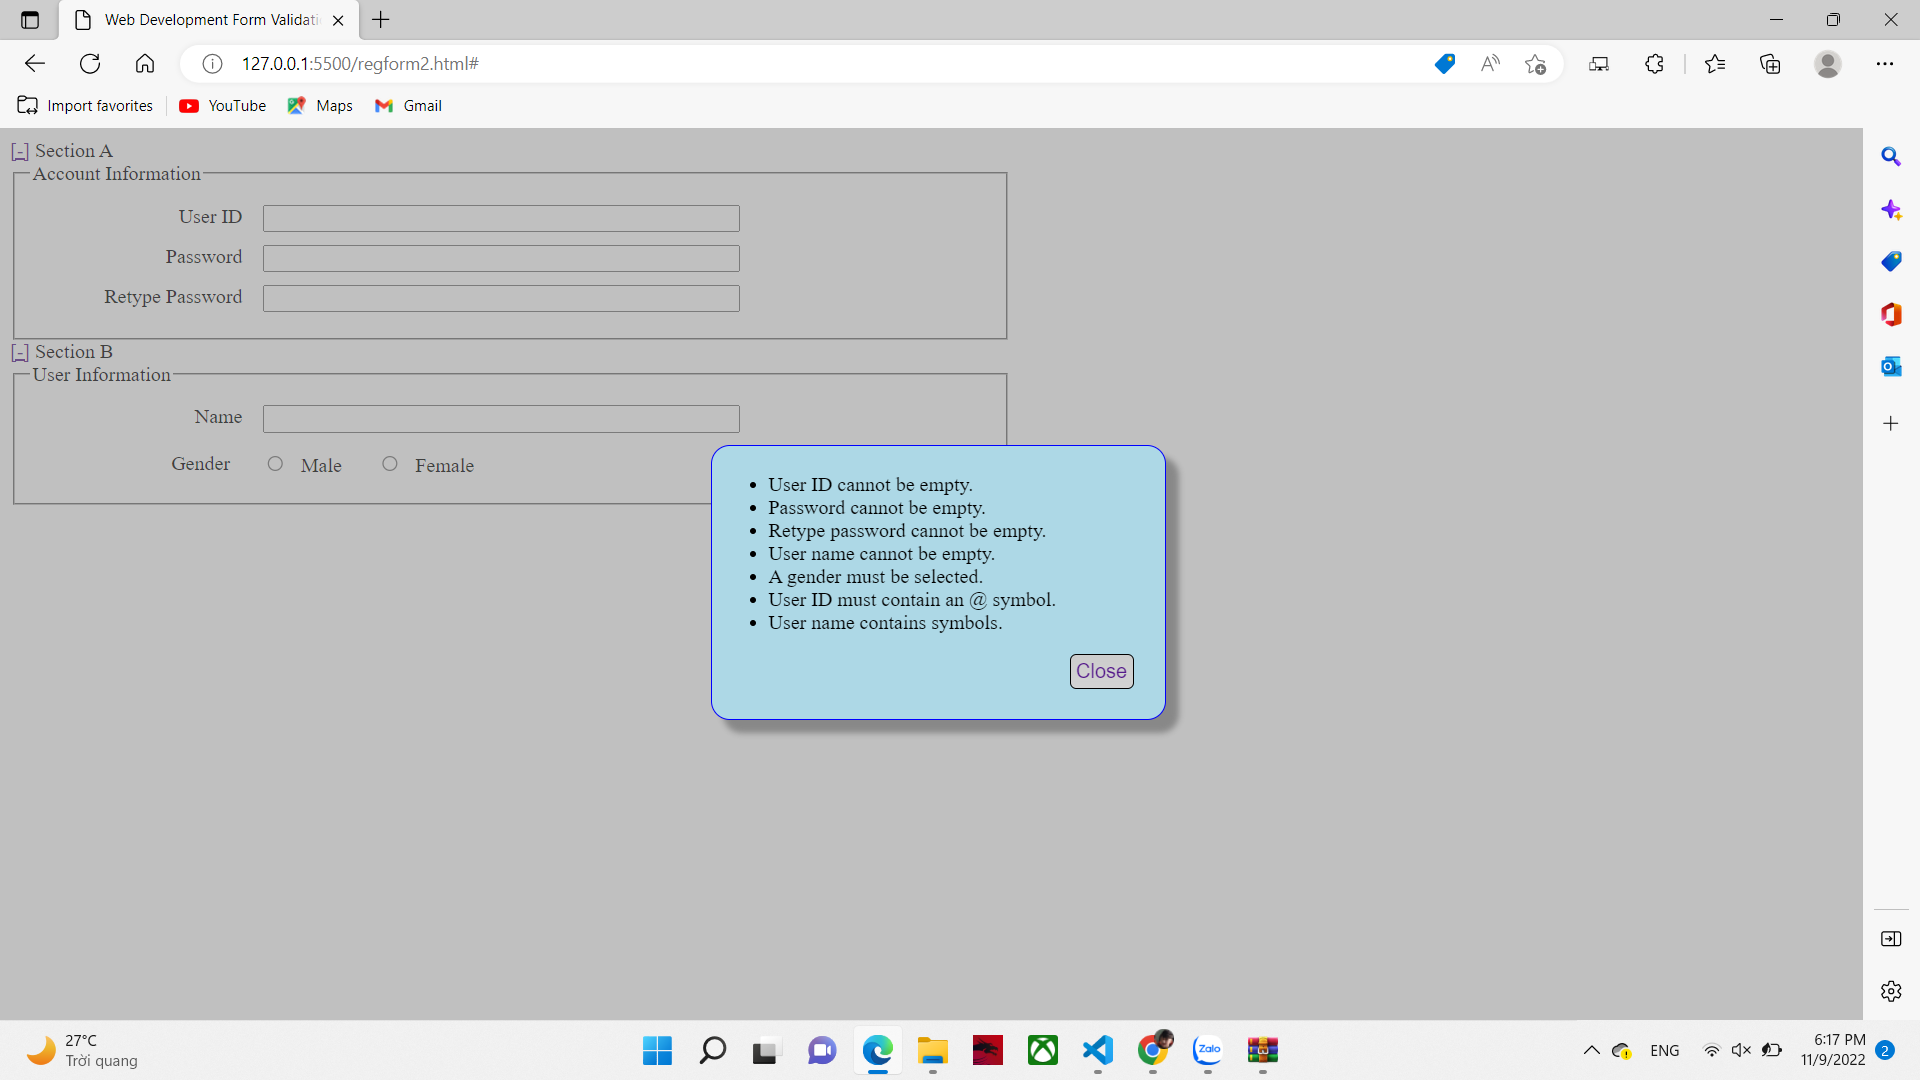 Web Development Form Validati
127.0.0.1:5500/regform2.html#
Import favorites
YouTube
Maps
Gmail
[-] Section A
Account Information
User ID
Password
Retype Password
[-] Section B
User Information
Name
Gender
Male
Female
User ID cannot be empty.
Password cannot be empty.
Retype password cannot be empty.
User name cannot be empty.
A gender must be selected.
User ID must contain an @ symbol.
User name contains symbols.
Close
27°C
Trời quang
Zalo
ENG
6:17 PM
11/9/2022
2